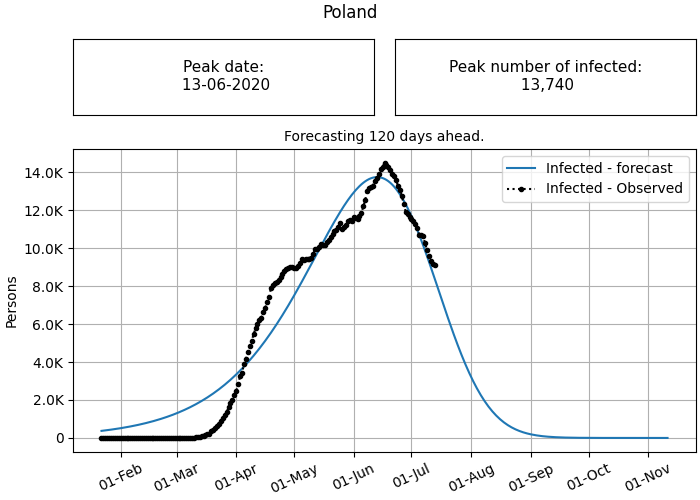 Poland
Peak date:
13-06-2020
Peak number of infected:
13,740
Forecasting 120 days ahead.
Infected - forecast
Infected - Observed
14.0K
12.0K
10.0K
8.0K
6.0K
4.0K
2.0K
0
Persons
01-Feb
01-Mar
01-Apr
01-May
01-Jun
01-Jul
01-Aug
01-Sep
01-Oct
01-Nov